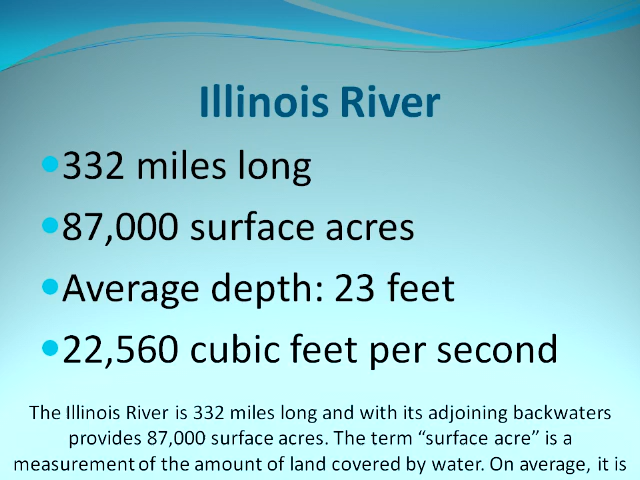 Illinois River
332 miles long
87,000 surface acres
Average depth: 23 feet
22,560 cubic feet per second
The Illinois River is 332 miles long and with its adjoining backwaters
provides 87,000 surface acres. The term “surface acre” is a
measurement of the amount of land covered by water. On average, it is